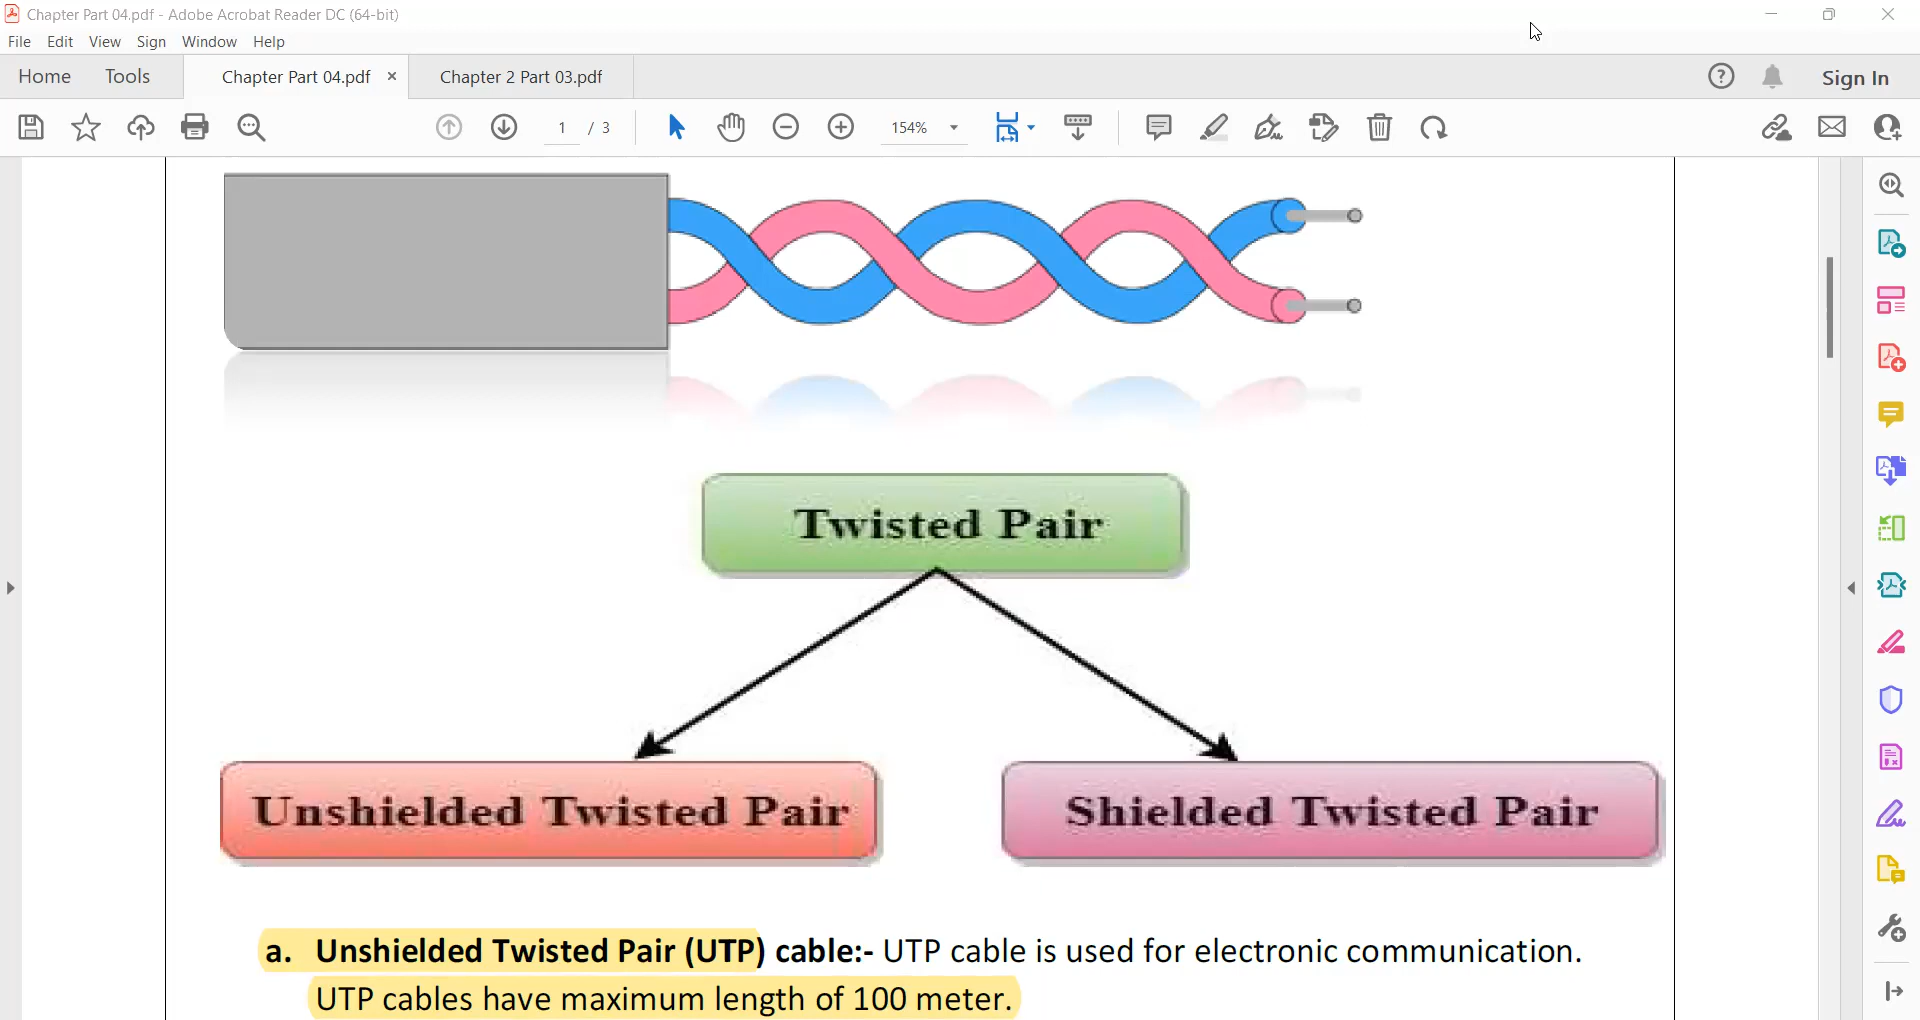 Chapter Part 04.pdf - Adobe Acrobat Reader DC (64-bit)
File Edit View Sign Window Help
Home Tools Chapter Part 04.pdf × Chapter 2 Part 03.pdf Sign In
1 / 3 154%
Twisted Pair
Unshielded Twisted Pair Shielded Twisted Pair
a. Unshielded Twisted Pair (UTP) cable:- UTP cable is used for electronic communication.
UTP cables have maximum length of 100 meter.